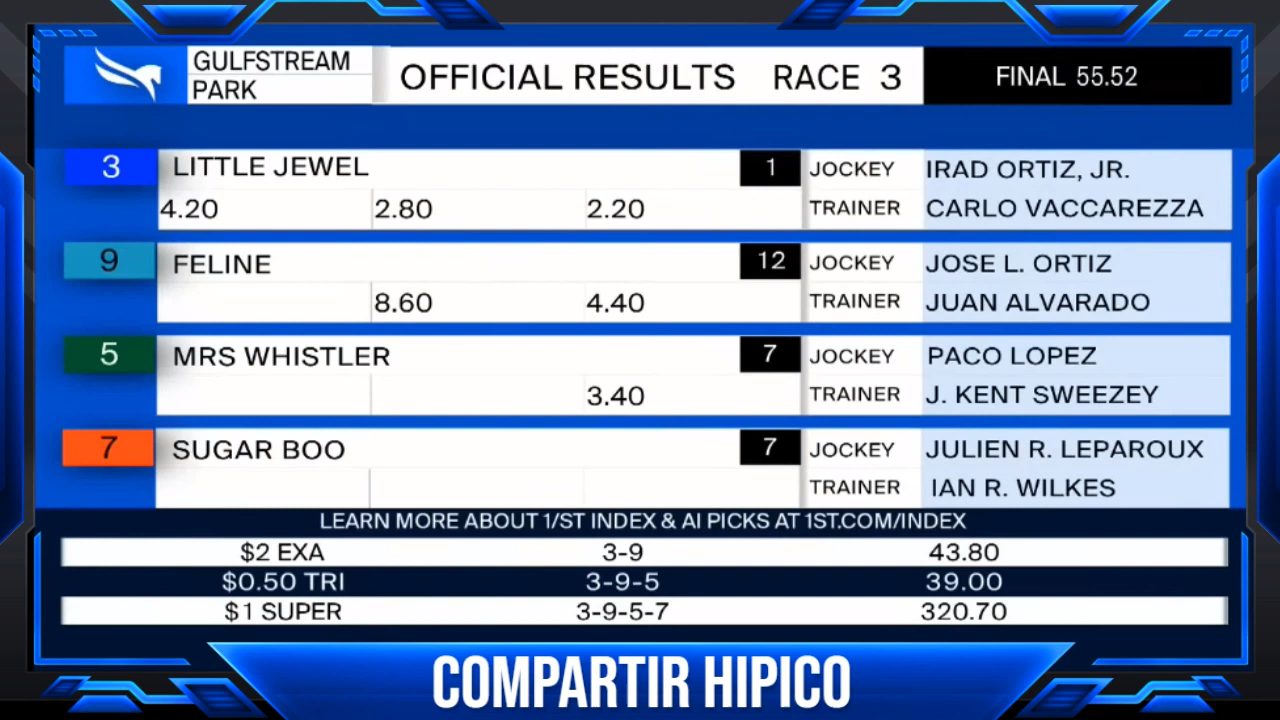 GULFSTREAM
PARK
OFFICIAL RESULTS RACE 3
FINAL 55.52
3 LITTLE JEWEL 1 JOCKEY IRAD ORTIZ, JR.
4.20 2.80 2.20 TRAINER CARLO VACCAREZZA
9 FELINE 12 JOCKEY JOSE L. ORTIZ
8.60 4.40 TRAINER JUAN ALVARADO
5 MRS WHISTLER 7 JOCKEY PACO LOPEZ
3.40 TRAINER J. KENT SWEEZEY
7 SUGAR BOO 7 JOCKEY JULIEN R. LEPAROUX
TRAINER IAN R. WILKES
LEARN MORE ABOUT 1/ST INDEX & AI PICKS AT 1ST.COM/INDEX
$2 EXA 3-9 43.80
$0.50 TRI 3-9-5 39.00
$1 SUPER 3-9-5-7 320.70
COMPARTIR HIPICO